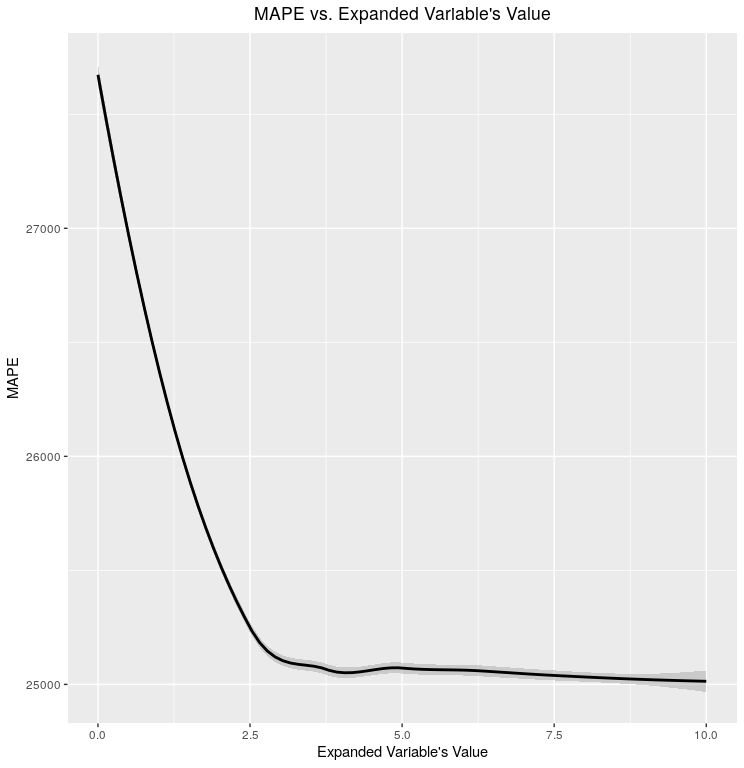 MAPE vs. Expanded Variable's Value
MAPE
27000
26000
25000
0.0 2.5 5.0 7.5 10.0
Expanded Variable's Value